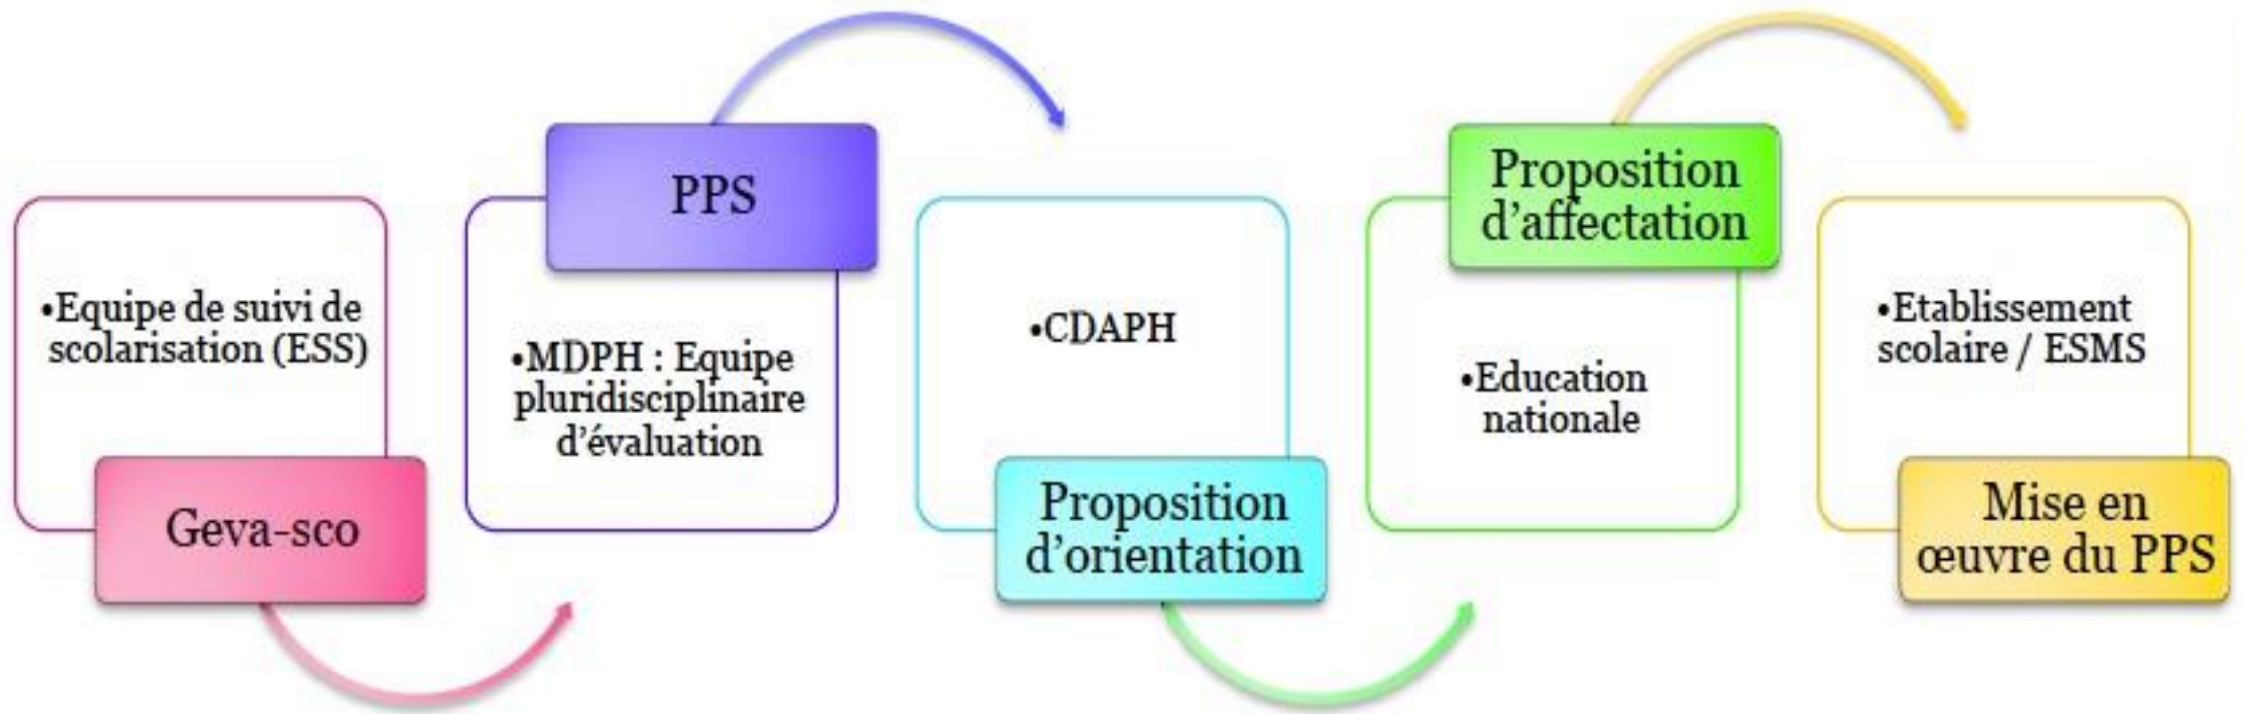 •Equipe de suivi de
scolarisation (ESS)
Geva-sco
PPS
•MDPH : Equipe
pluridisciplinaire
d’évaluation
•CDAPH
Proposition
d’orientation
Proposition
d’affectation
•Education
nationale
•Etablissement
scolaire / ESMS
Mise en
œuvre du PPS